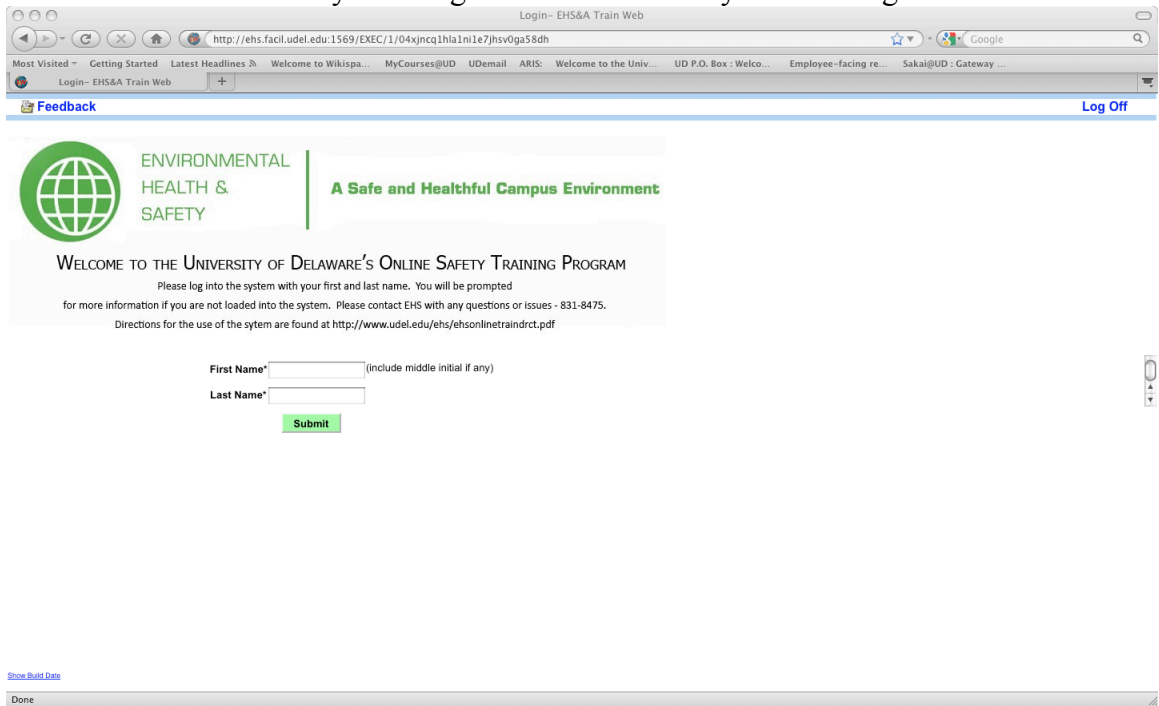 Login– EHS&A Train Web
http://ehs.facil.udel.edu:1569/EXEC/1/04xjncq1hla1ni1e7jhsv0ga58dh
Google
Most Visited Getting Started Latest Headlines Welcome to Wikispa... MyCourses@UD UDemail ARIS: Welcome to the Univ... UD P.O. Box : Welco... Employee-facing re... Sakai@UD : Gateway ...
Login– EHS&A Train Web
Feedback Log Off
ENVIRONMENTAL
HEALTH &
SAFETY
A Safe and Healthful Campus Environment
Welcome to the University of Delaware's Online Safety Training Program
Please log into the system with your first and last name. You will be prompted
for more information if you are not loaded into the system. Please contact EHS with any questions or issues - 831-8475.
Directions for the use of the sytem are found at http://www.udel.edu/ehs/ehsonlinetraindrct.pdf
First Name* (include middle initial if any)
Last Name*
Submit
Show Build Date
Done